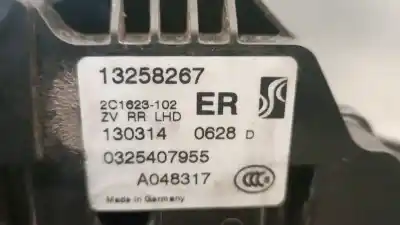 13258267
2C1623-102 ER
ZV RR LHD
130314 0628 D
0325407955
A048317
Made in Germany